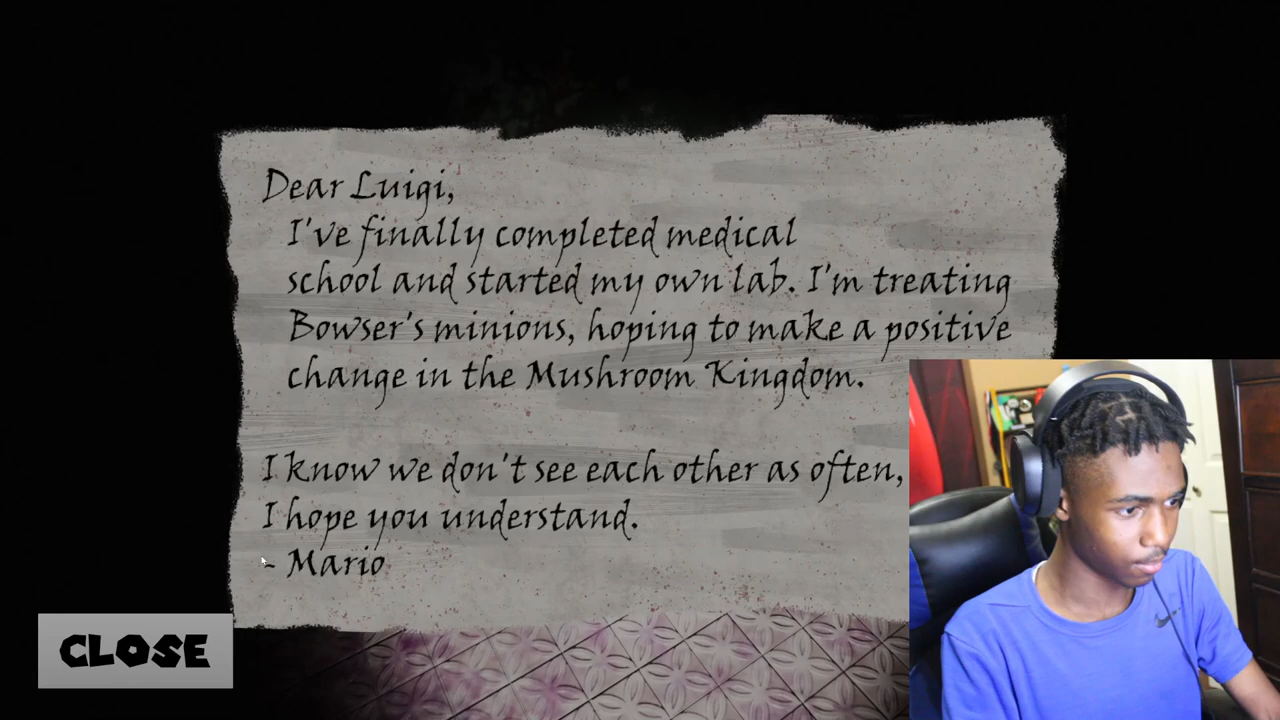 Dear Luigi,
I've finally completed medical
school and started my own lab. I'm treating
Bowser's minions, hoping to make a positive
change in the Mushroom Kingdom.
I know we don't see each other as often,
I hope you understand.
- Mario
CLOSE